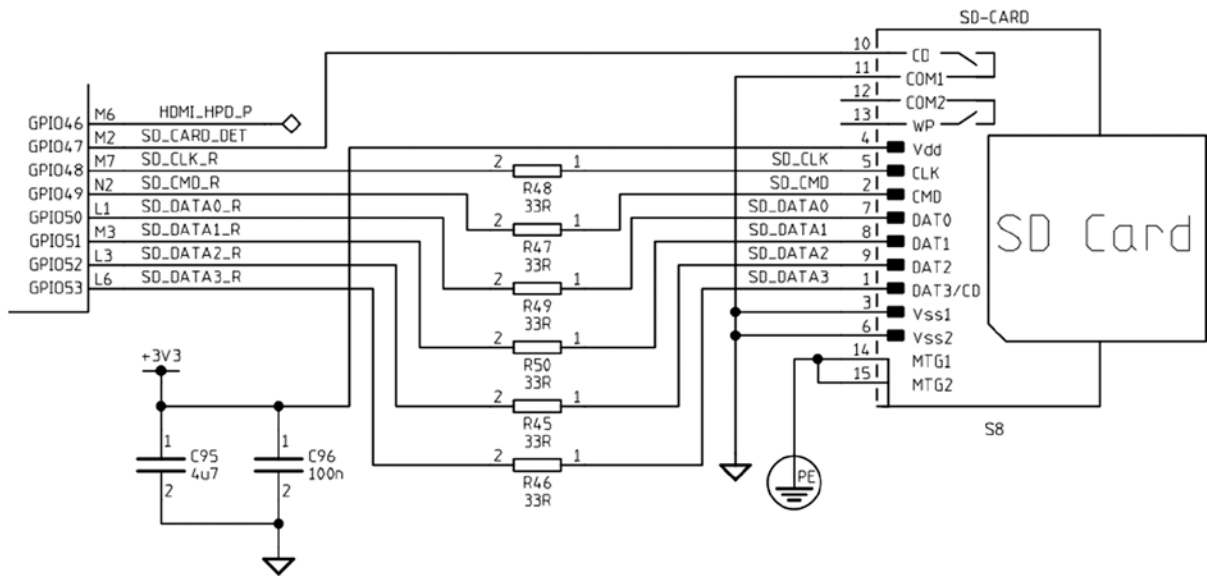 SD-CARD
10 CD
11 COM1
12 COM2
13 WP
GPIO46 M6 HDMI_HPD_P
GPIO47 M2 SD_CARD_DET
4 Vdd
GPIO48 M7 SD_CLK_R 2 1 SD_CLK 5 CLK
R48
33R
GPIO49 N2 SD_CMD_R 2 1 SD_CMD 2 CMD
R47
33R
GPIO50 L1 SD_DATA0_R 2 1 SD_DATA0 7 DAT0
R49
33R
GPIO51 M3 SD_DATA1_R 2 1 SD_DATA1 8 DAT1
R50
33R
GPIO52 L3 SD_DATA2_R 2 1 SD_DATA2 9 DAT2
R45
33R
GPIO53 L6 SD_DATA3_R 2 1 SD_DATA3 1 DAT3/CD
R46
33R
3 Vss1
6 Vss2
14 MTG1
15 MTG2
SD Card
S8
PE
+3V3
1 C95
4u7
2
1 C96
100n
2